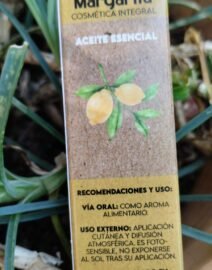 Margarita
COSMÉTICA INTEGRAL
ACEITE ESENCIAL
RECOMENDACIONES Y USO:
VÍA ORAL: COMO AROMA
ALIMENTARIO.
USO EXTERNO: APLICACIÓN
CUTÁNEA Y DIFUSIÓN
ATMOSFÉRICA. ES FOTO-
SENSIBLE, NO EXPONERSE
AL SOL TRAS SU APLICACIÓN.